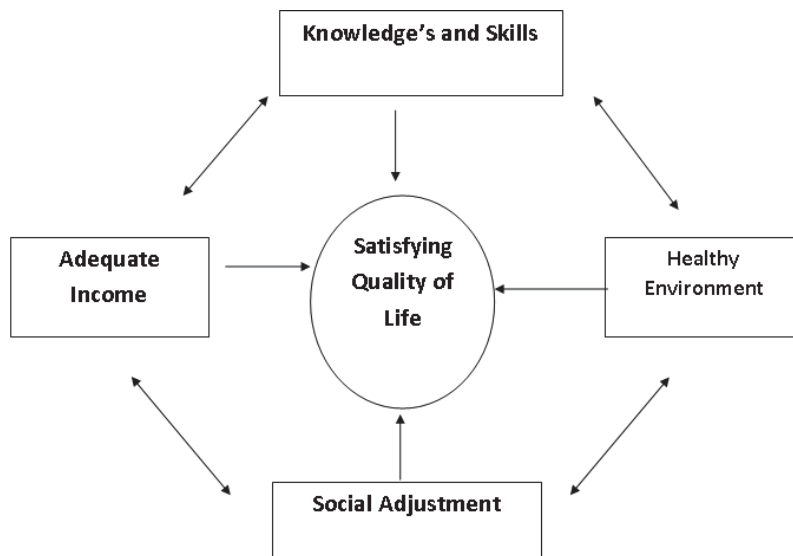 Knowledge's and Skills
Adequate
Income
Satisfying
Quality of
Life
Healthy
Environment
Social Adjustment